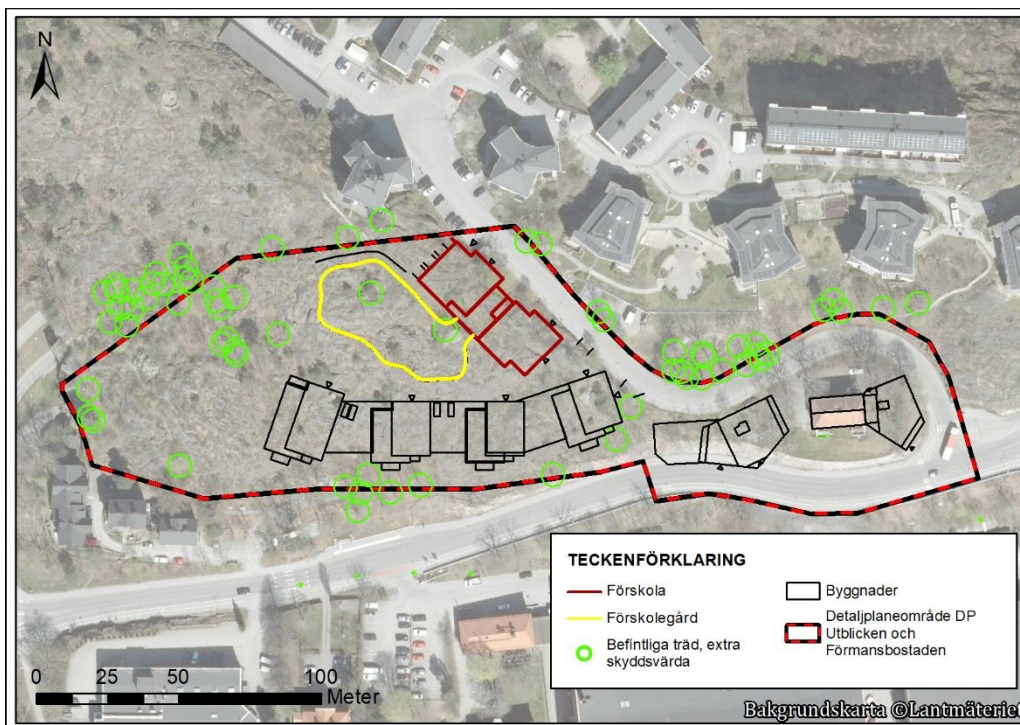 N
TECKENFÖRKLARING
Förskola
Förskolegård
Befintliga träd, extra
skyddsvärda
Byggnader
Detaljplaneområde DP
Utblicken och
Förmansbostaden
0 25 50 100
Meter
Bakgrundskarta ©Lantmäteriet